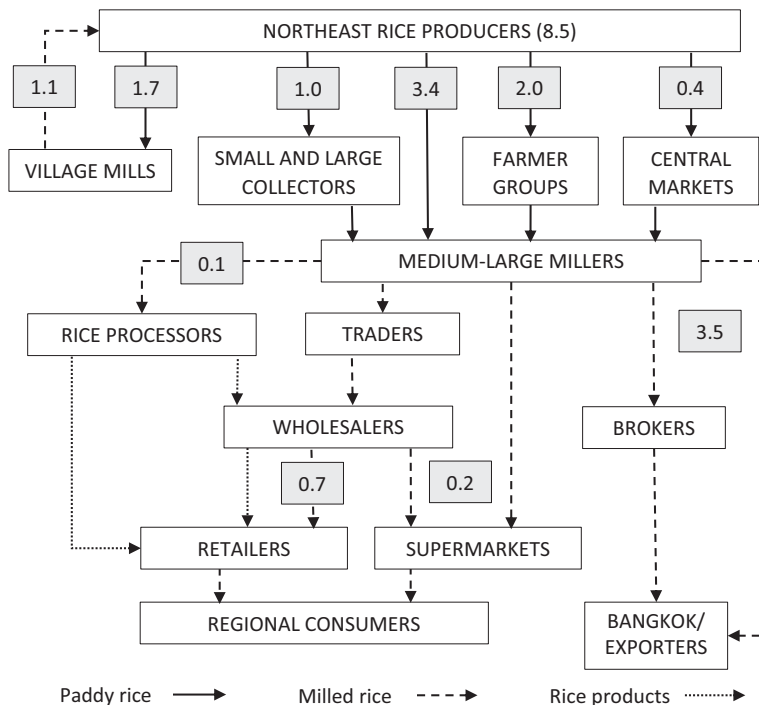 NORTHEAST RICE PRODUCERS (8.5)
1.1
1.7
1.0
3.4
2.0
0.4
VILLAGE MILLS
SMALL AND LARGE
COLLECTORS
FARMER
GROUPS
CENTRAL
MARKETS
MEDIUM-LARGE MILLERS
0.1
RICE PROCESSORS
TRADERS
3.5
WHOLESALERS
BROKERS
0.7
0.2
RETAILERS
SUPERMARKETS
REGIONAL CONSUMERS
BANGKOK/
EXPORTERS
Paddy rice
Milled rice
Rice products